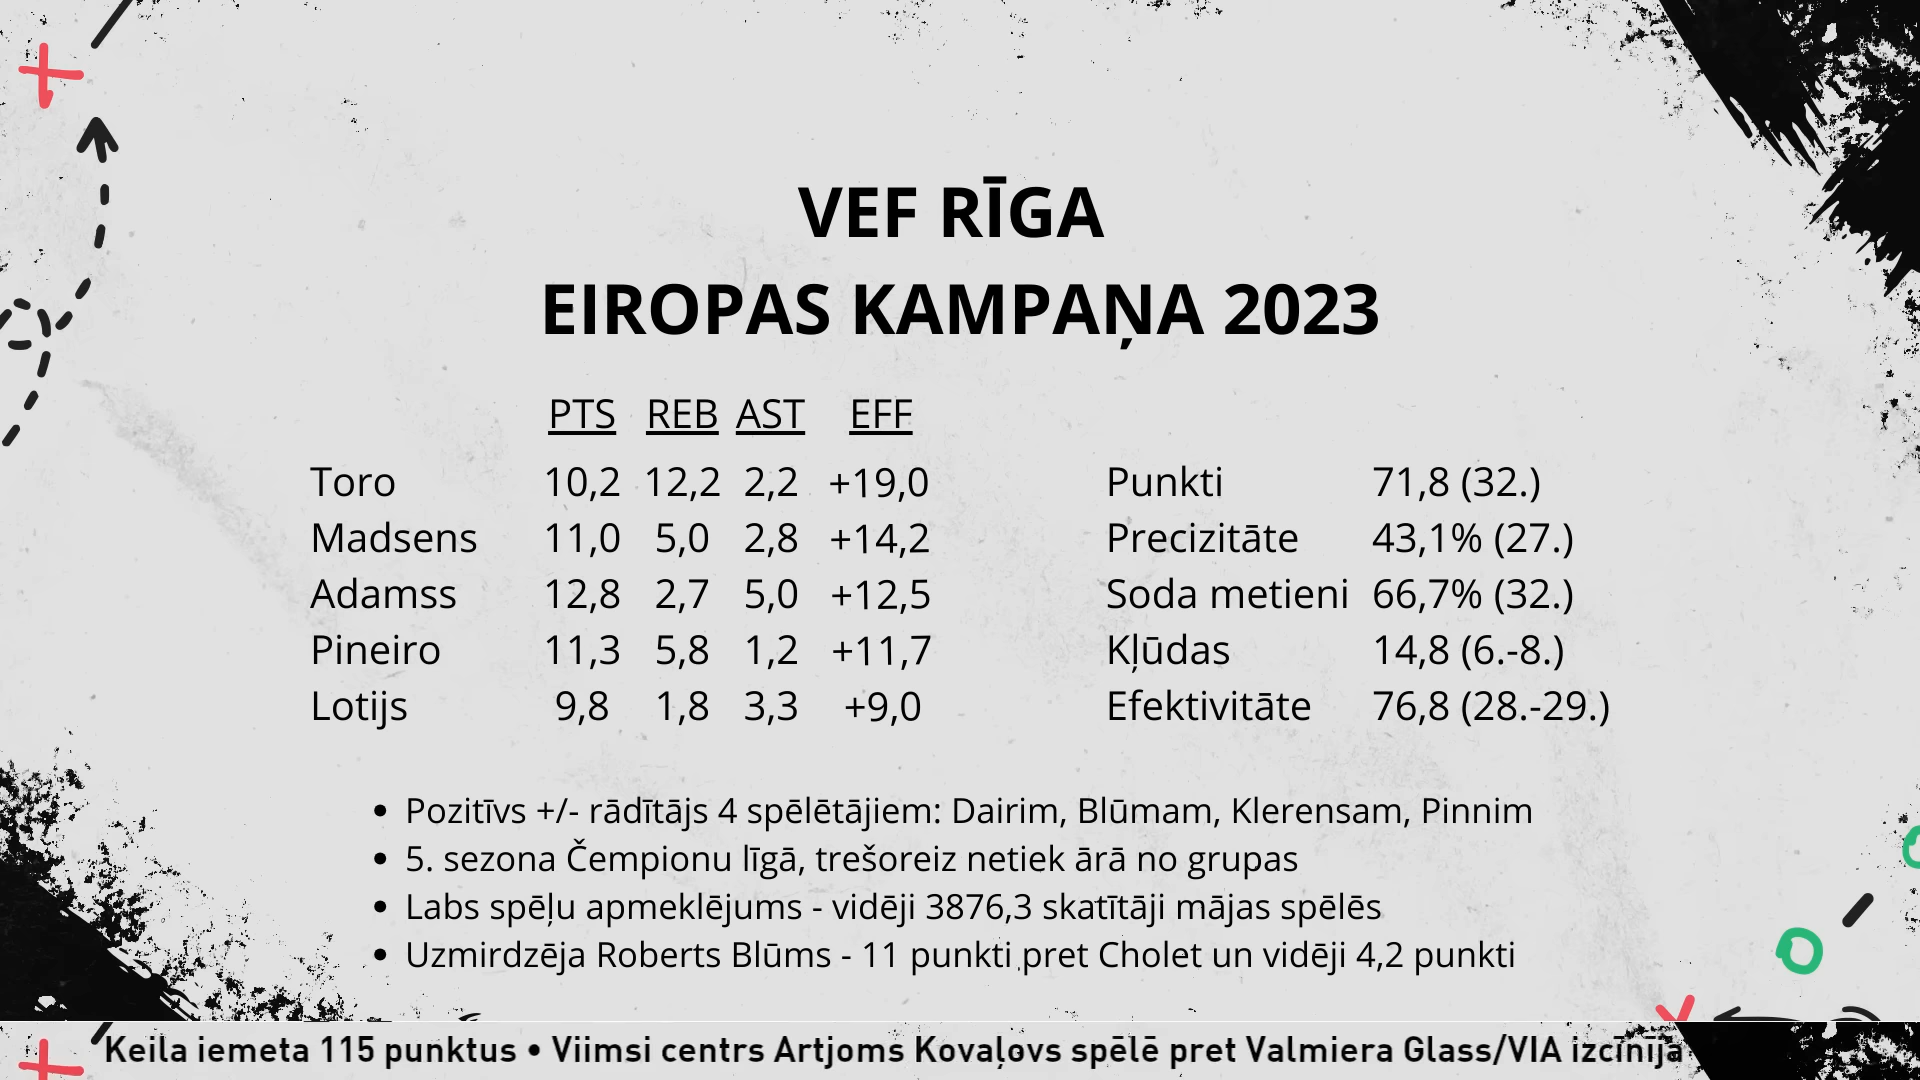 VEF RĪGA
EIROPAS KAMPAŅA 2023
PTS REB AST EFF
Toro 10,2 12,2 2,2 +19,0
Madsens 11,0 5,0 2,8 +14,2
Adamss 12,8 2,7 5,0 +12,5
Pineiro 11,3 5,8 1,2 +11,7
Lotijs 9,8 1,8 3,3 +9,0
Punkti 71,8 (32.)
Precizitāte 43,1% (27.)
Soda metieni 66,7% (32.)
Kļūdas 14,8 (6.-8.)
Efektivitāte 76,8 (28.-29.)
• Pozitīvs +/- rādītājs 4 spēlētājiem: Dairim, Blūmam, Klerensam, Pinnim
• 5. sezona Čempionu līgā, trešoreiz netiek ārā no grupas
• Labs spēļu apmeklējums - vidēji 3876,3 skatītāji mājas spēlēs
• Uzmirdzēja Roberts Blūms - 11 punkti pret Cholet un vidēji 4,2 punkti
Keila iemeta 115 punktus • Viimsi centrs Artjoms Kovaļovs spēlē pret Valmiera Glass/VIA izcīnīja